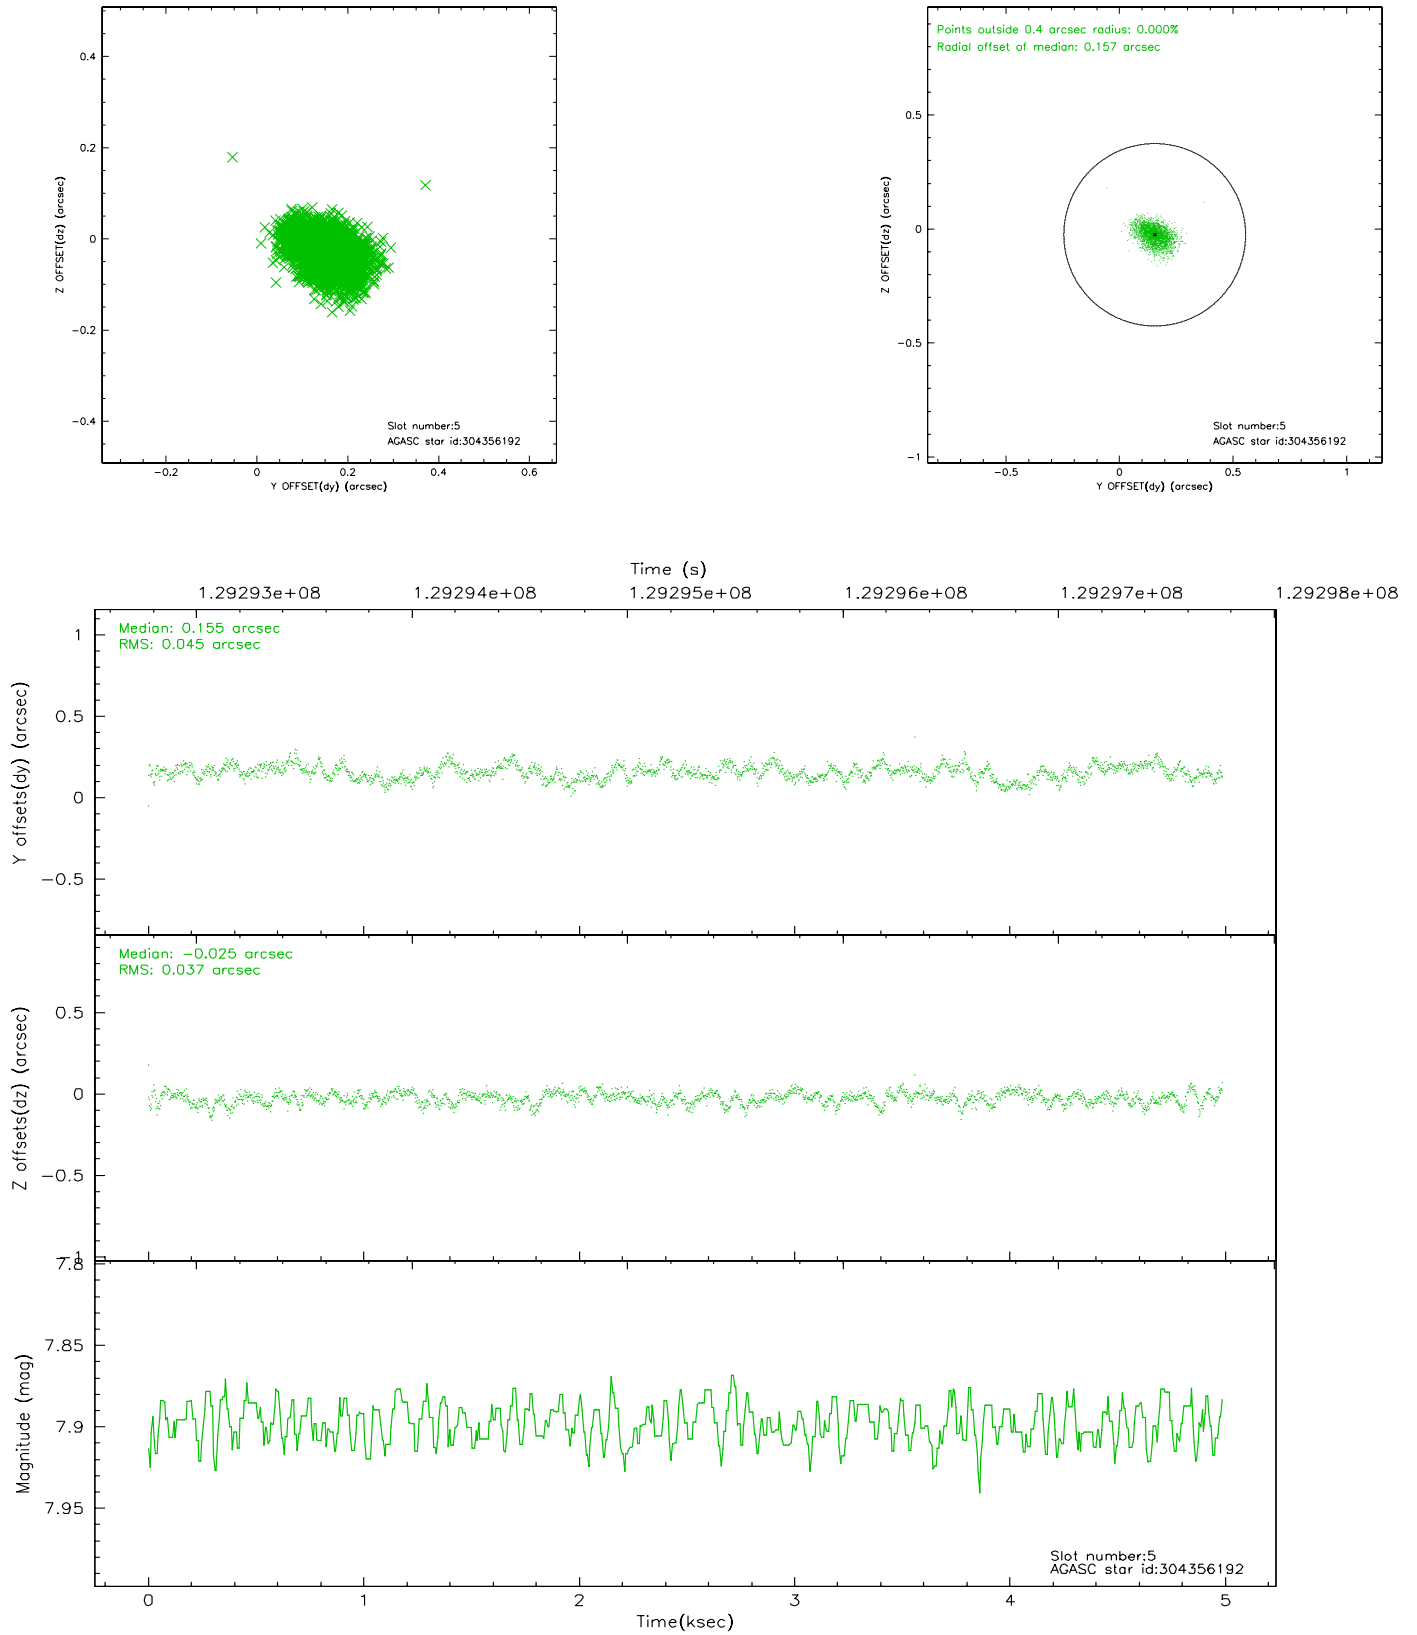 0.4
0.2
0
−0.2
−0.4
−0.2
0
0.2
0.4
0.6
Z OFFSET(dz) (arcsec)
Y OFFSET(dy) (arcsec)
Slot number:5
AGASC star id:304356192
Points outside 0.4 arcsec radius: 0.000%
Radial offset of median: 0.157 arcsec
0.5
0
−0.5
−1
−0.5
0
0.5
1
Z OFFSET(dz) (arcsec)
Y OFFSET(dy) (arcsec)
Slot number:5
AGASC star id:304356192
Time (s)
1.29293e+08
1.29294e+08
1.29295e+08
1.29296e+08
1.29297e+08
1.29298e+08
Median: 0.155 arcsec
RMS: 0.045 arcsec
1
0.5
0
−0.5
Y offsets(dy) (arcsec)
Median: −0.025 arcsec
RMS: 0.037 arcsec
0.5
0
−0.5
−1
Z offsets(dz) (arcsec)
7.8
7.85
7.9
7.95
Magnitude (mag)
Slot number:5
AGASC star id:304356192
0
1
2
3
4
5
Time(ksec)